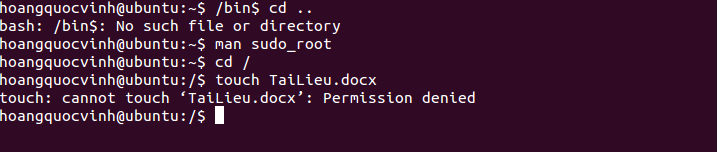 hoangquocvinh@ubuntu:~$ /bin$ cd ..
bash: /bin$: No such file or directory
hoangquocvinh@ubuntu:~$ man sudo_root
hoangquocvinh@ubuntu:~$ cd /
hoangquocvinh@ubuntu:/$ touch TaiLieu.docx
touch: cannot touch ‘TaiLieu.docx’: Permission denied
hoangquocvinh@ubuntu:/$